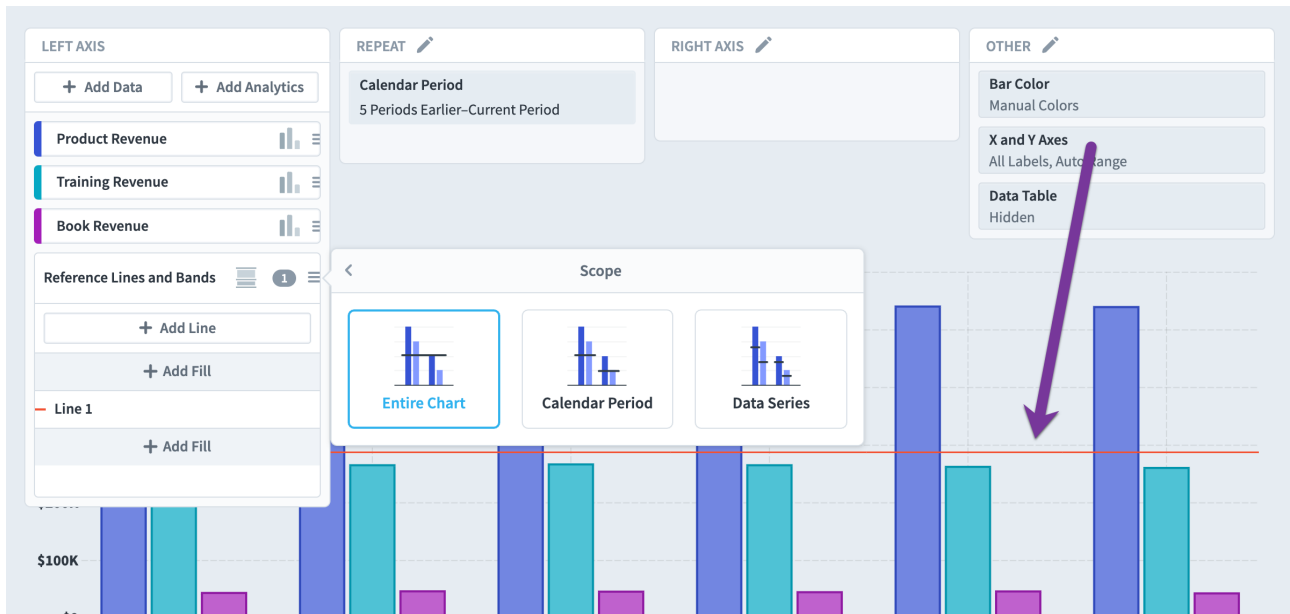 LEFT AXIS
Add Data
Add Analytics
Product Revenue
Training Revenue
Book Revenue
Reference Lines and Bands
1
Add Line
Add Fill
Line 1
Add Fill
REPEAT
Calendar Period
5 Periods Earlier–Current Period
RIGHT AXIS
OTHER
Bar Color
Manual Colors
X and Y Axes
All Labels, Auto Range
Data Table
Hidden
Scope
Entire Chart
Calendar Period
Data Series
$100K